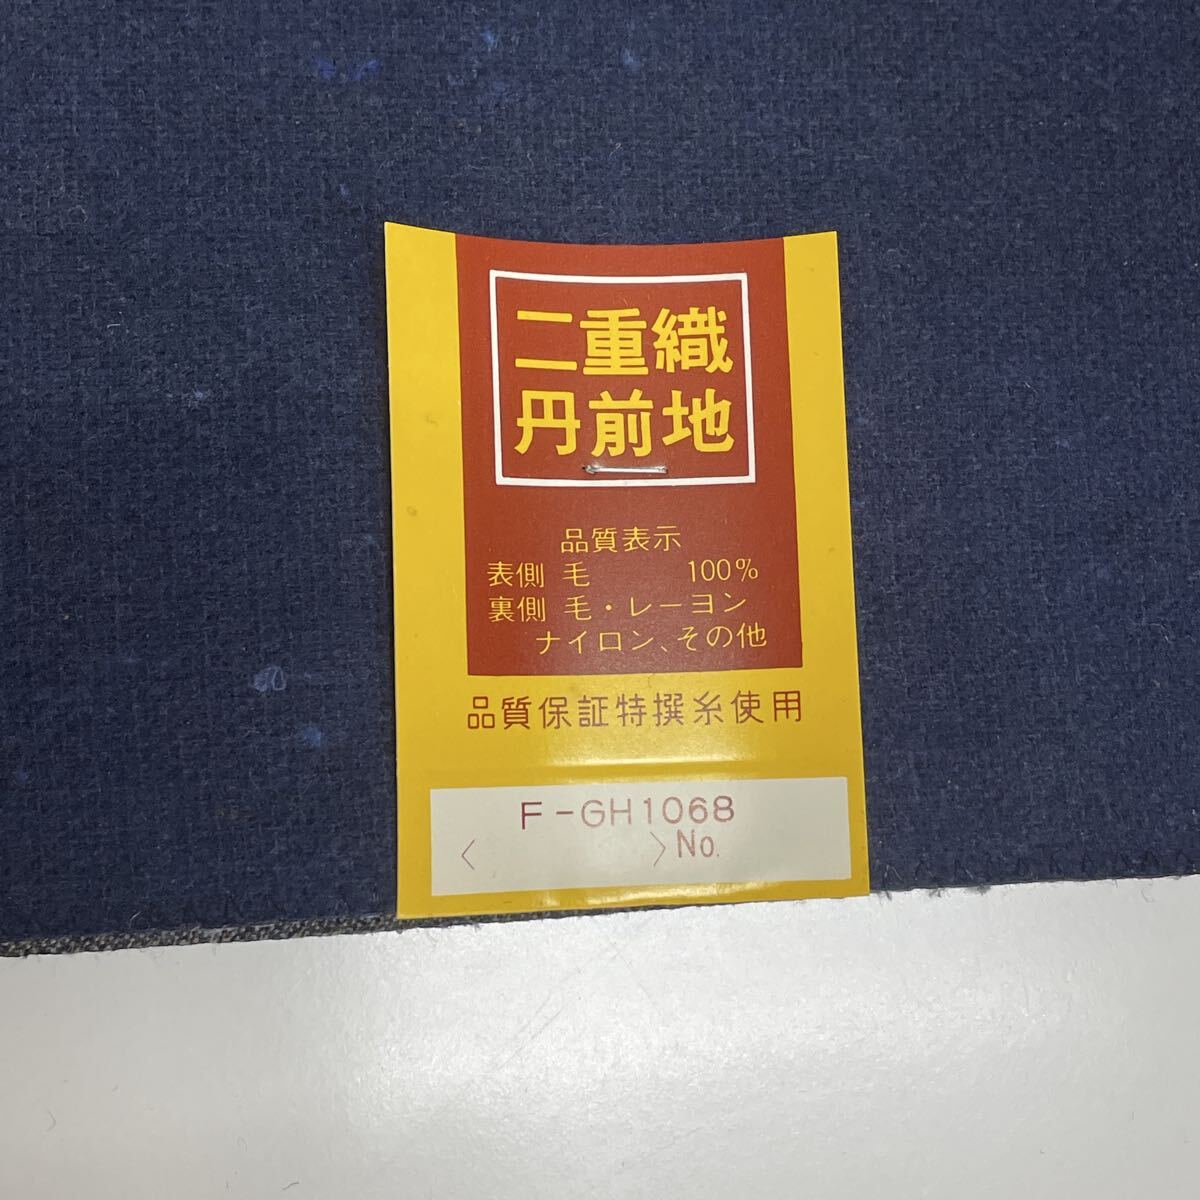 二重織
丹前地
品質表示
表側 毛 100%
裏側 毛・レーヨン
ナイロン、その他
品質保証特撰糸使用
F-GH1068
〈 〉No.